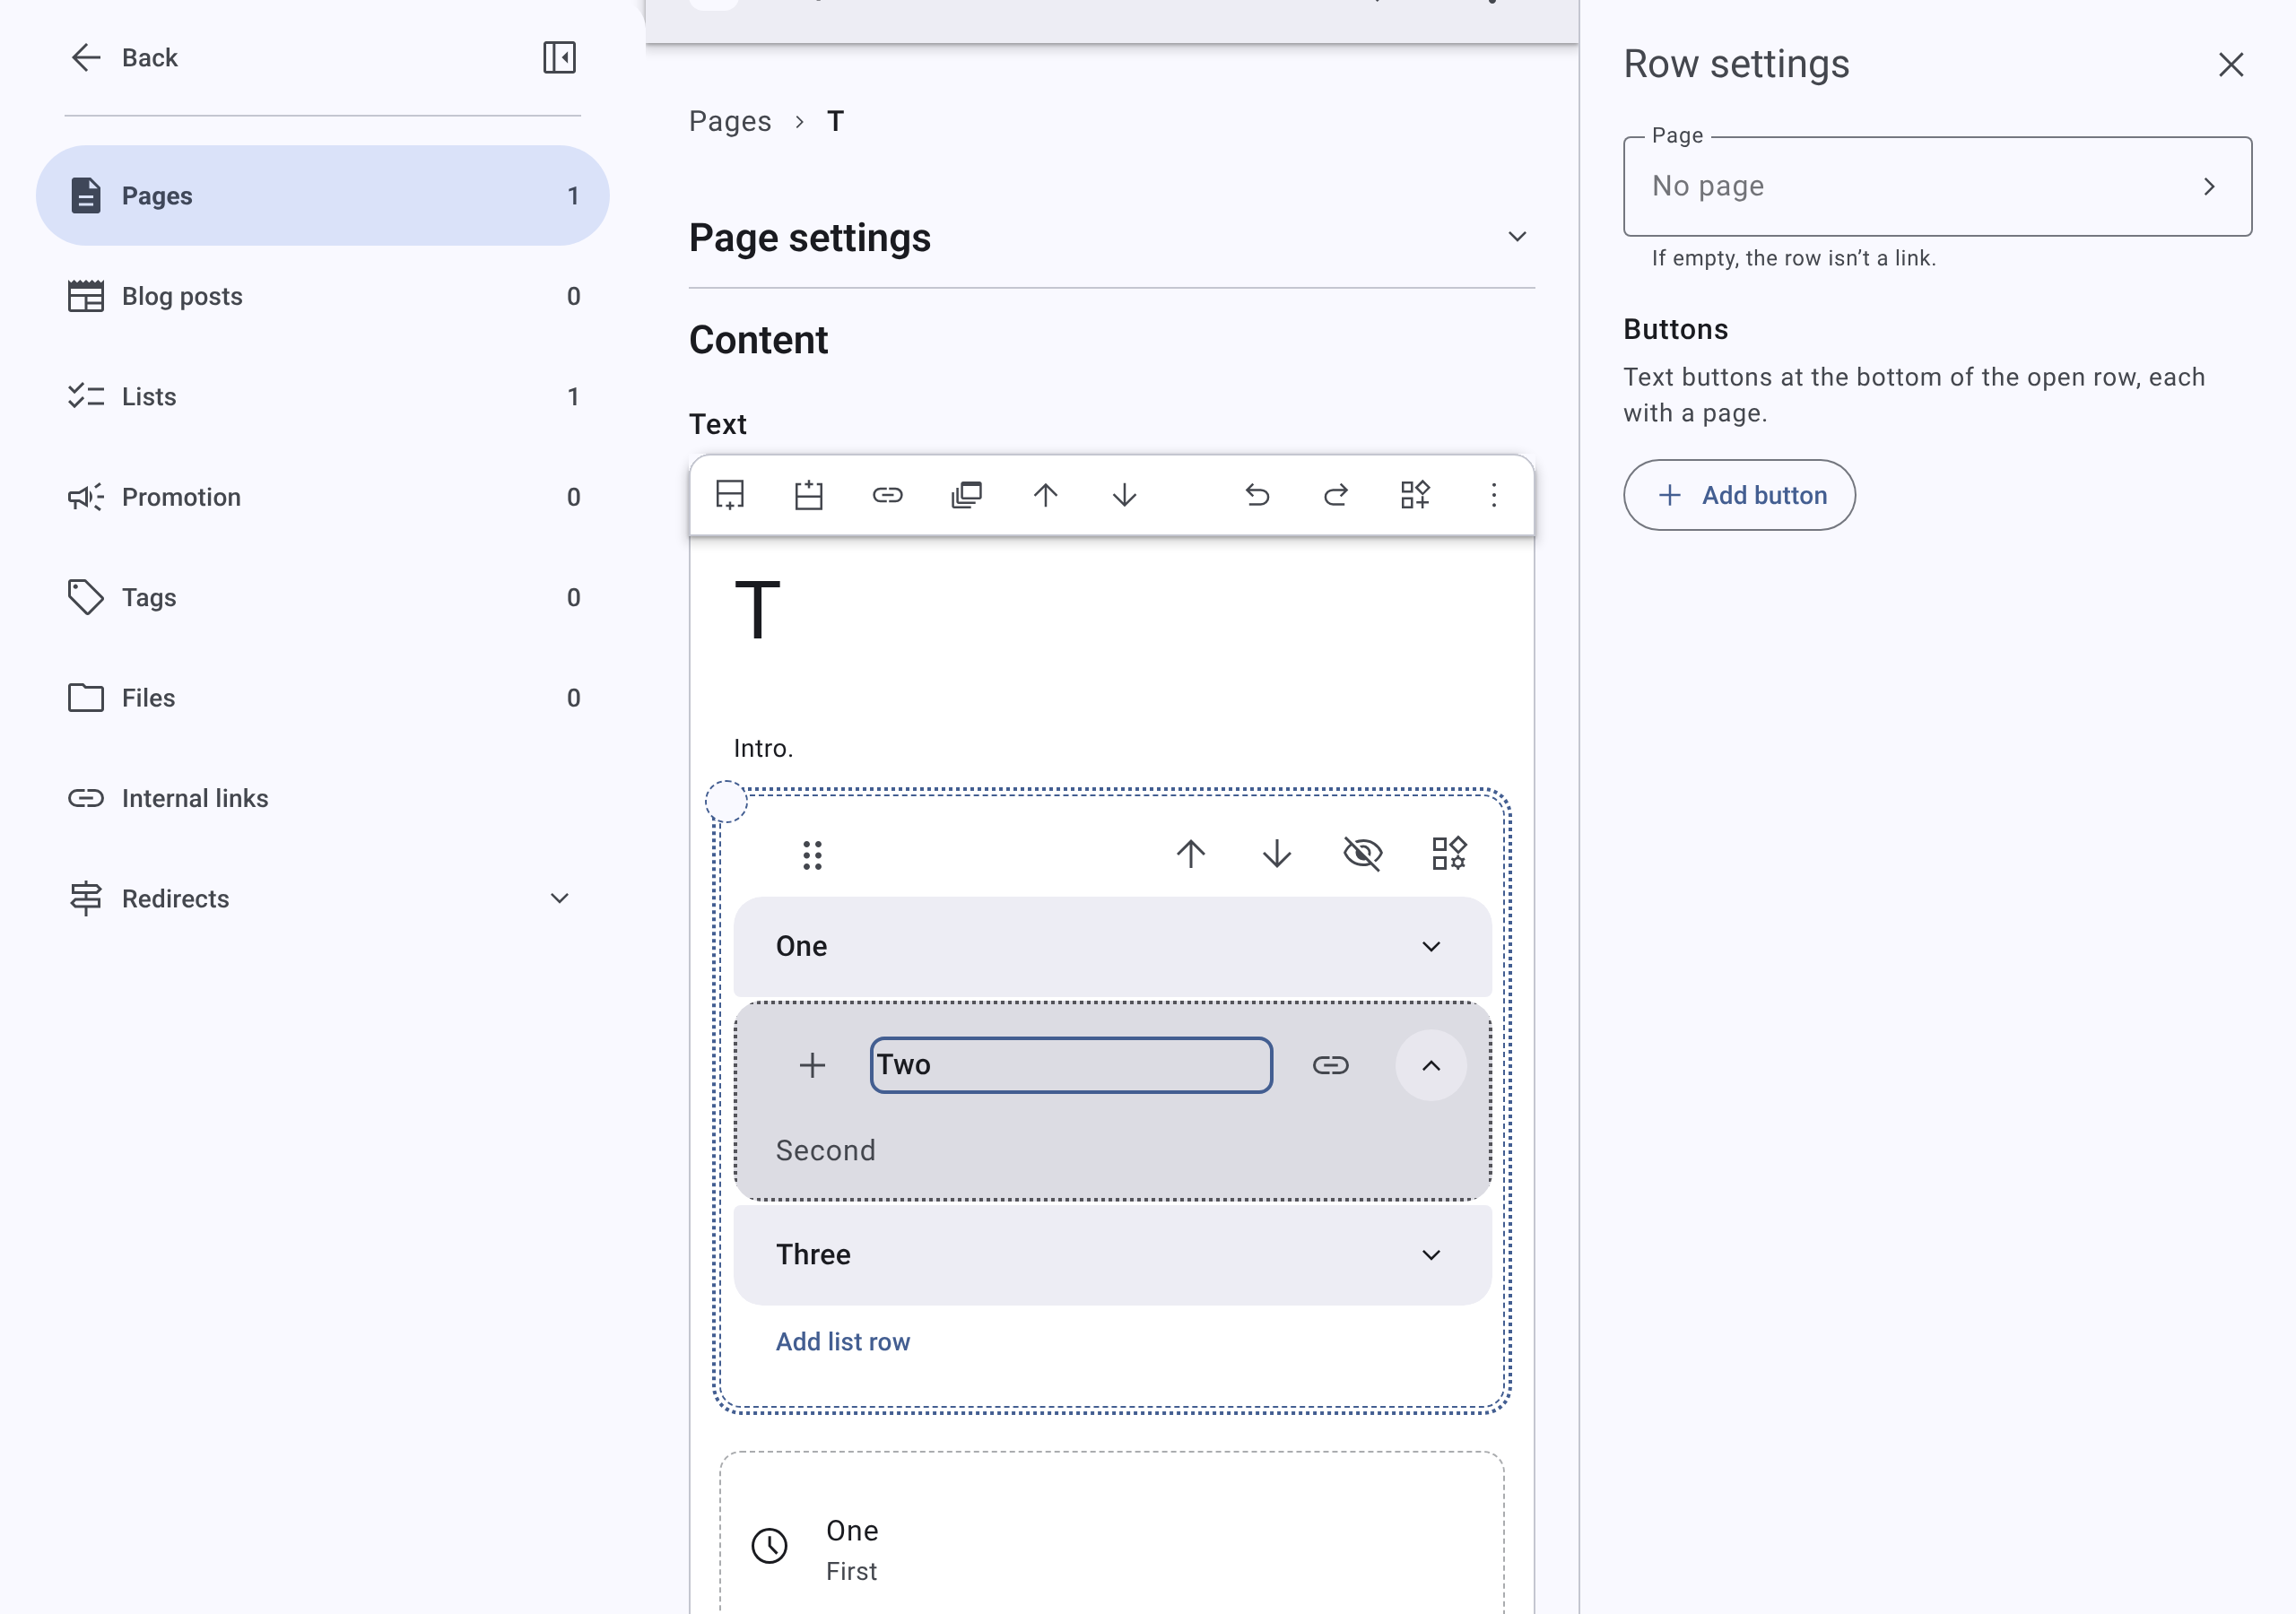 Back
Pages 1
Blog posts 0
Lists 1
Promotion 0
Tags 0
Files 0
Internal links
Redirects
Pages › T
Page settings
Content
Text
T
Intro.
One
Two
Second
Three
Add list row
One
First
Row settings
Page
No page
If empty, the row isn’t a link.
Buttons
Text buttons at the bottom of the open row, each
with a page.
Add button